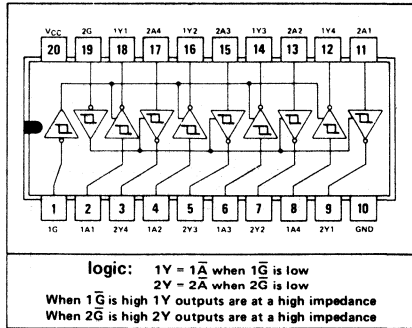 VCC 2G 1Y1 2A4 1Y2 2A3 1Y3 2A2 1Y4 2A1
20 19 18 17 16 15 14 13 12 11
1 2 3 4 5 6 7 8 9 10
1G 1A1 2Y4 1A2 2Y3 1A3 2Y2 1A4 2Y1 GND
logic: 1Y = 1A̅ when 1G̅ is low
2Y = 2A̅ when 2G̅ is low
When 1G̅ is high 1Y outputs are at a high impedance
When 2G̅ is high 2Y outputs are at a high impedance